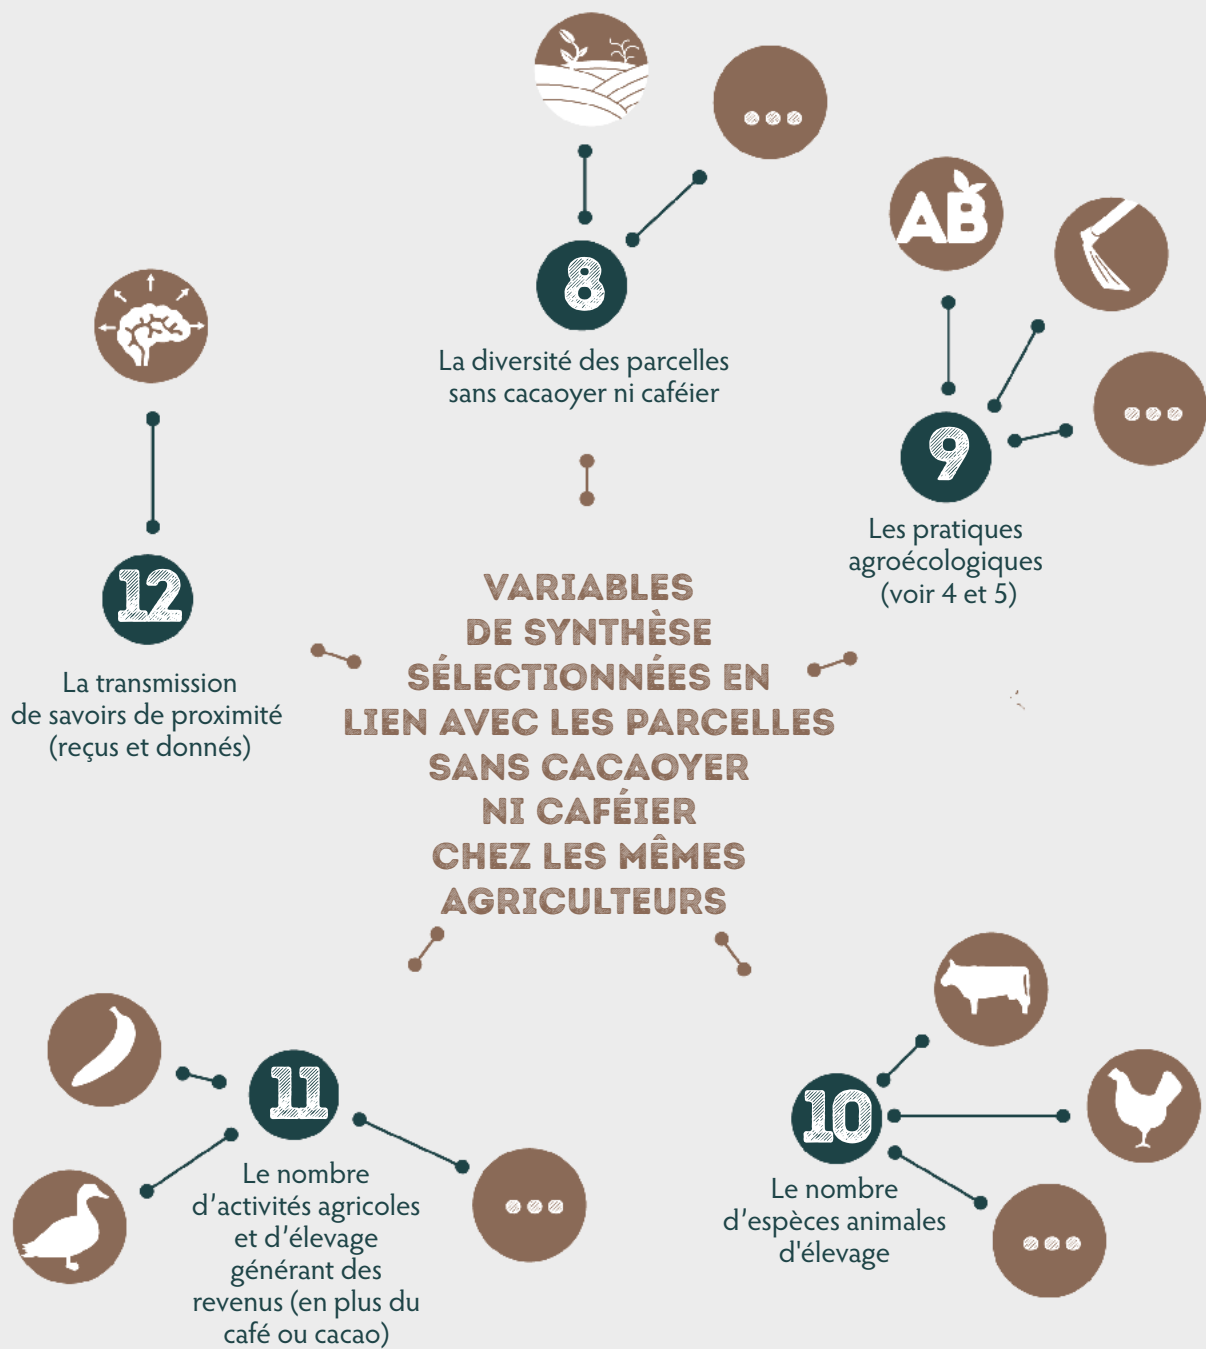 8
La diversité des parcelles
sans cacaoyer ni caféier
AB
9
Les pratiques
agroécologiques
(voir 4 et 5)
12
La transmission
de savoirs de proximité
(reçus et donnés)
VARIABLES
DE SYNTHÈSE
SÉLECTIONNÉES EN
LIEN AVEC LES PARCELLES
SANS CACAOYER
NI CAFÉIER
CHEZ LES MÊMES
AGRICULTEURS
11
Le nombre
d'activités agricoles
et d'élevage
générant des
revenus (en plus du
café ou cacao)
10
Le nombre
d'espèces animales
d'élevage